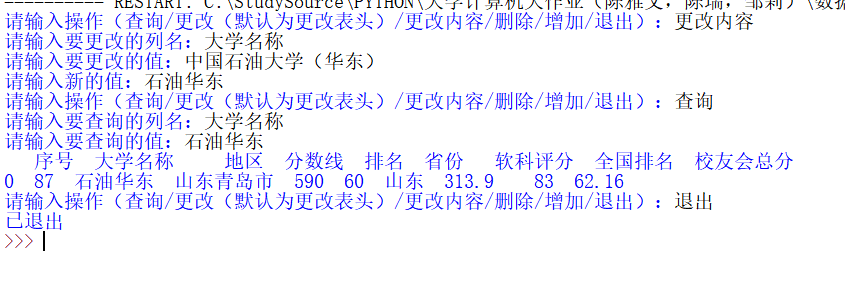 ---------- RESTART: C:\StudySource\PYTHON\大学计算机大作业（陈雅文，陈瑞，邹莉）\数据
请输入操作（查询/更改（默认为更改表头）/更改内容/删除/增加/退出）：更改内容
请输入要更改的列名：大学名称
请输入要更改的值：中国石油大学（华东）
请输入新的值：石油华东
请输入操作（查询/更改（默认为更改表头）/更改内容/删除/增加/退出）：查询
请输入要查询的列名：大学名称
请输入要查询的值：石油华东
序号 大学名称 地区 分数线 排名 省份 软科评分 全国排名 校友会总分
0 87 石油华东 山东青岛市 590 60 山东 313.9 83 62.16
请输入操作（查询/更改（默认为更改表头）/更改内容/删除/增加/退出）：退出
已退出
>>>